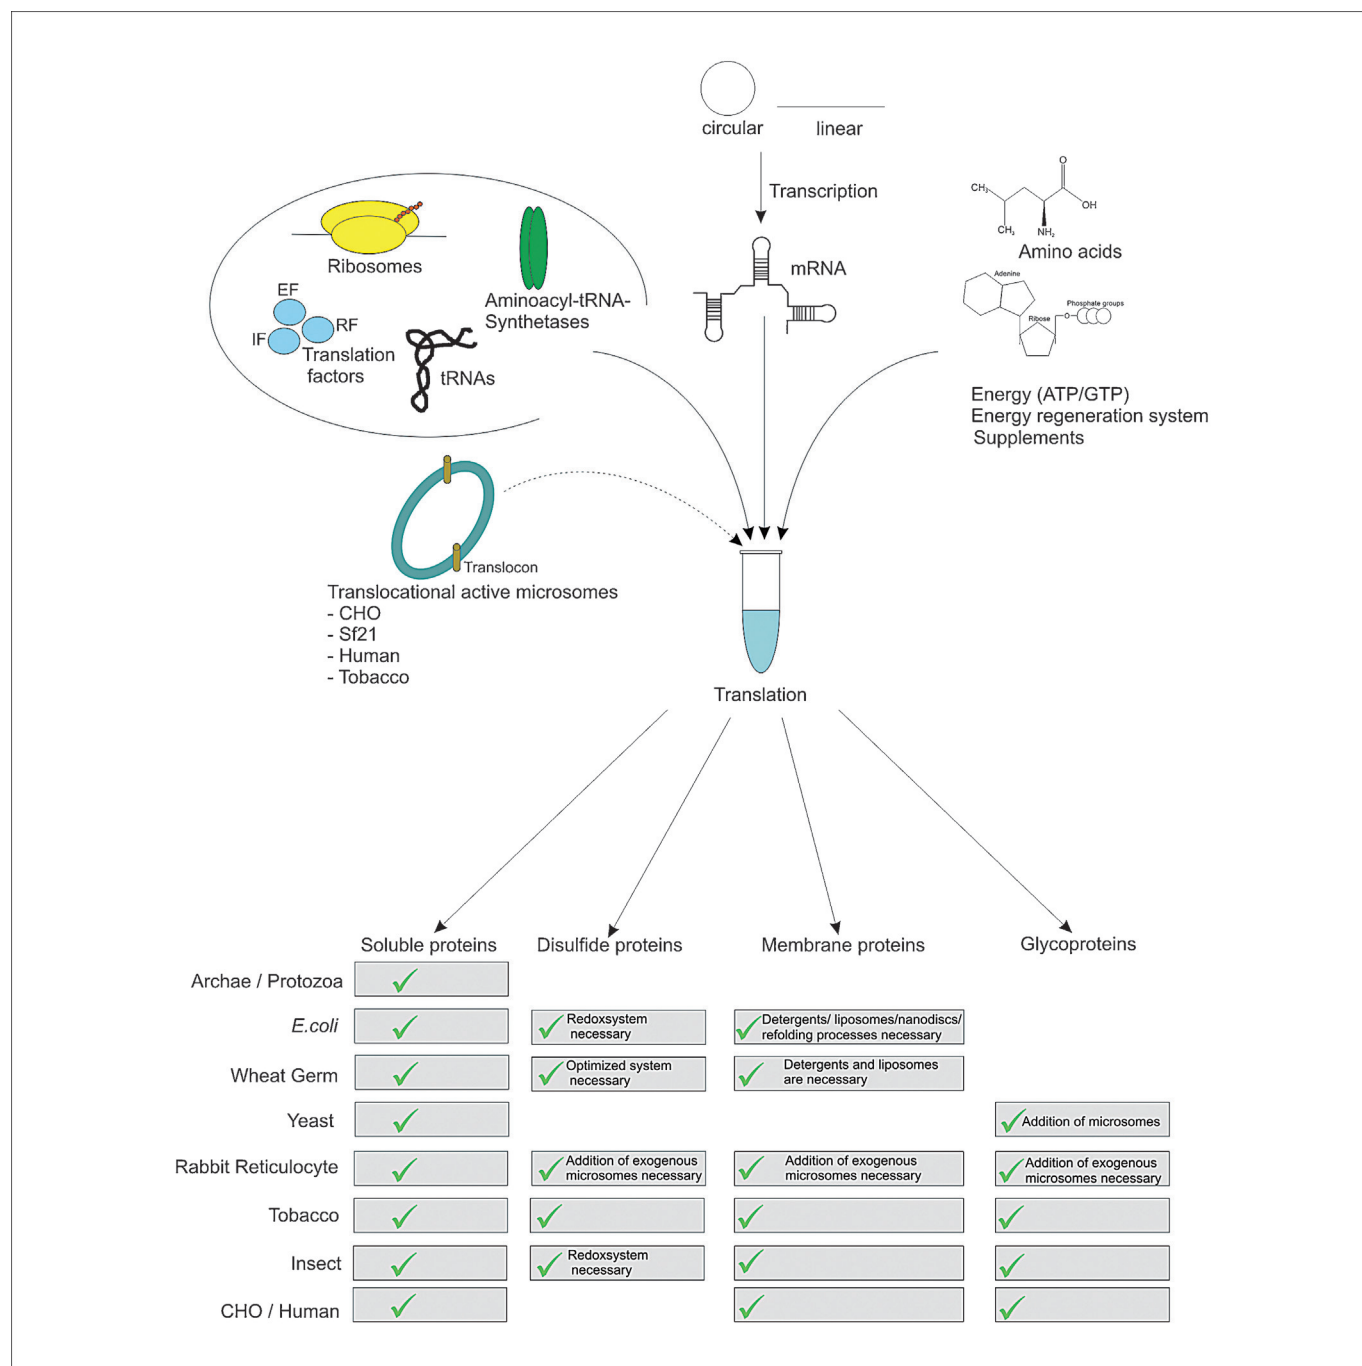 circular
linear
Transcription
mRNA
CH₃
CH₃
O
OH
NH₂
Amino acids
Adenine
Ribose
O
Phosphate groups
Energy (ATP/GTP)
Energy regeneration system
Supplements
Ribosomes
Aminoacyl-tRNA-
Synthetases
EF
IF
RF
Translation
factors
tRNAs
Translocon
Translocational active microsomes
- CHO
- Sf21
- Human
- Tobacco
Translation
Soluble proteins
Disulfide proteins
Membrane proteins
Glycoproteins
Archae / Protozoa
E.coli
Redoxsystem
necessary
Detergents/ liposomes/nanodiscs/
refolding processes necessary
Wheat Germ
Optimized system
necessary
Detergents and liposomes
are necessary
Yeast
Addition of microsomes
Rabbit Reticulocyte
Addition of exogenous
microsomes necessary
Addition of exogenous
microsomes necessary
Addition of exogenous
microsomes necessary
Tobacco
Insect
Redoxsystem
necessary
CHO / Human